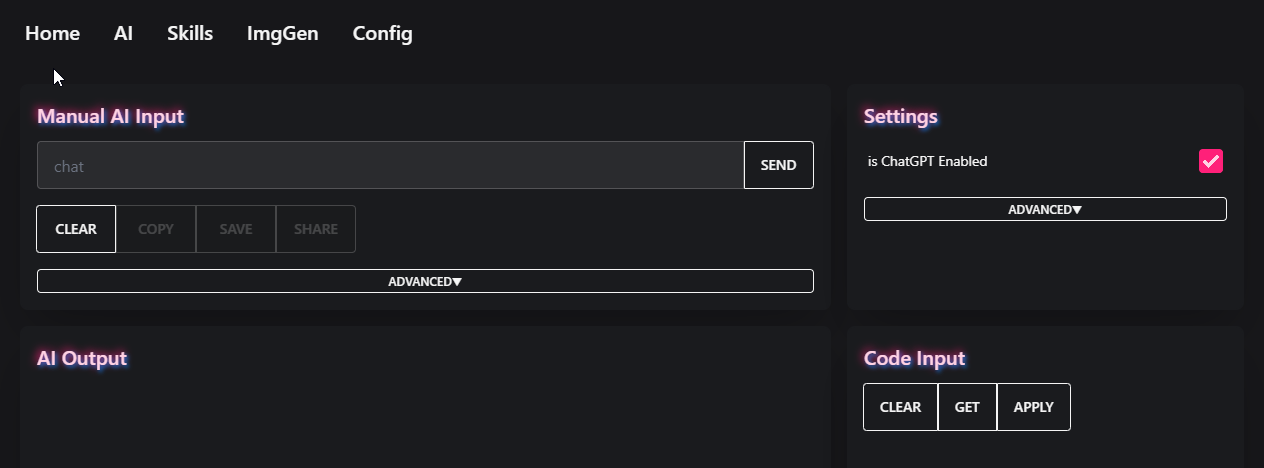 Home AI Skills ImgGen Config
Manual AI Input
chat
SEND
CLEAR COPY SAVE SHARE
ADVANCED▼
Settings
is ChatGPT Enabled
ADVANCED▼
AI Output
Code Input
CLEAR GET APPLY